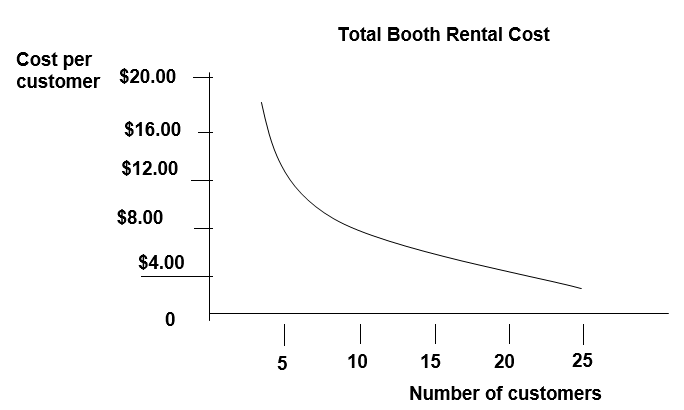 Total Booth Rental Cost
Cost per
customer
$20.00
$16.00
$12.00
$8.00
$4.00
0
5 10 15 20 25
Number of customers